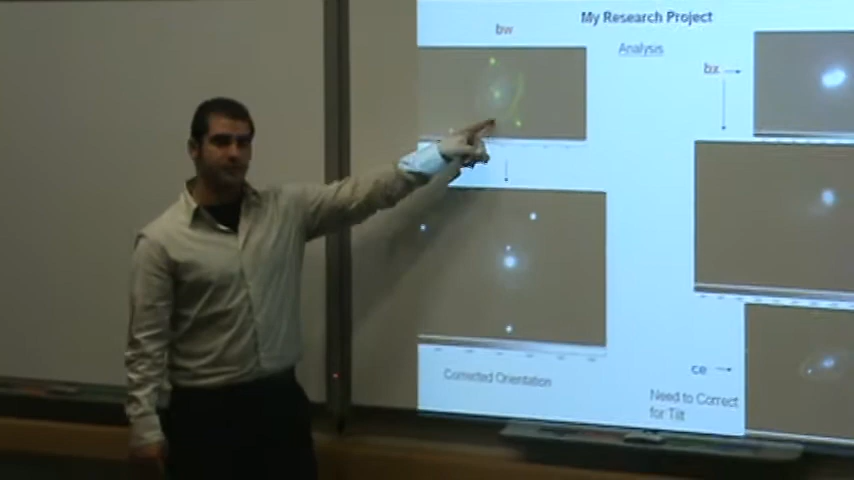 My Research Project
bw
Analysis
bx
Corrected Orientation
ce
Need to Correct
for Tilt